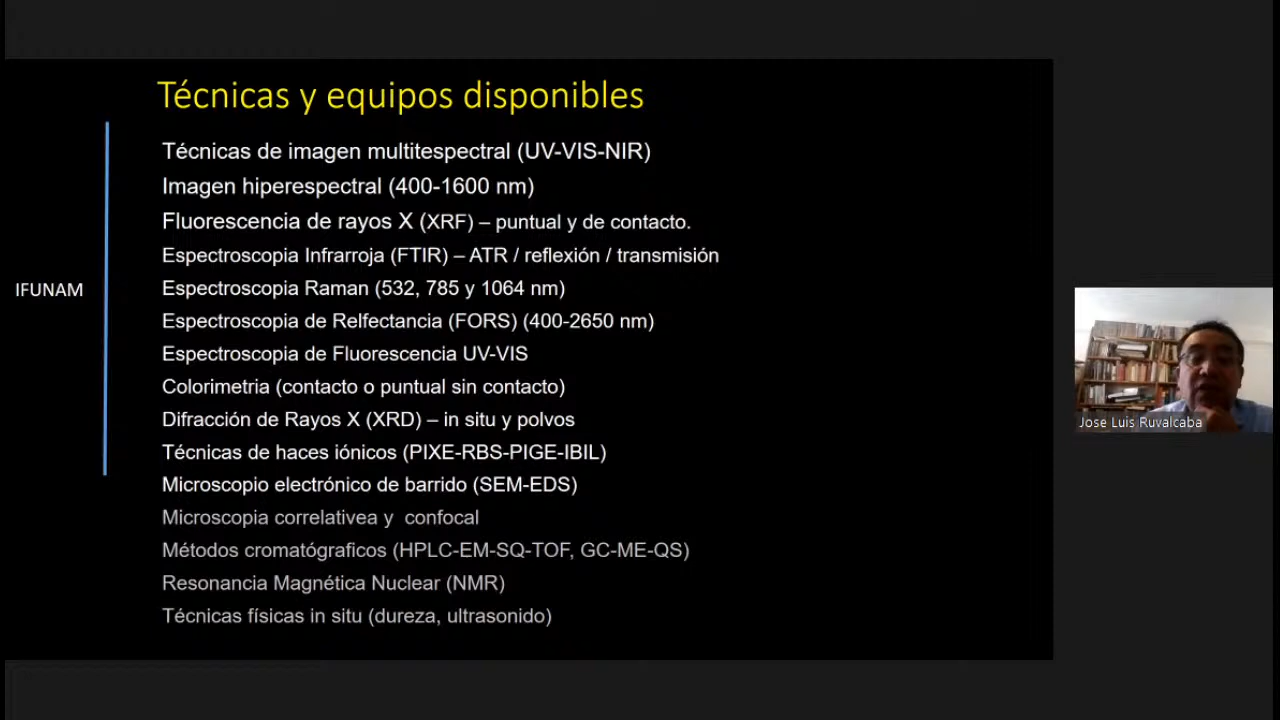 Técnicas y equipos disponibles
Técnicas de imagen multitespectral (UV-VIS-NIR)
Imagen hiperespectral (400-1600 nm)
Fluorescencia de rayos X (XRF) – puntual y de contacto.
Espectroscopia Infrarroja (FTIR) – ATR / reflexión / transmisión
IFUNAM
Espectroscopia Raman (532, 785 y 1064 nm)
Espectroscopia de Relfectancia (FORS) (400-2650 nm)
Espectroscopia de Fluorescencia UV-VIS
Colorimetria (contacto o puntual sin contacto)
Difracción de Rayos X (XRD) – in situ y polvos
Técnicas de haces iónicos (PIXE-RBS-PIGE-IBIL)
Microscopio electrónico de barrido (SEM-EDS)
Microscopia correlativea y  confocal
Métodos cromatógraficos (HPLC-EM-SQ-TOF, GC-ME-QS)
Resonancia Magnética Nuclear (NMR)
Técnicas físicas in situ (dureza, ultrasonido)
Jose Luis Ruvalcaba